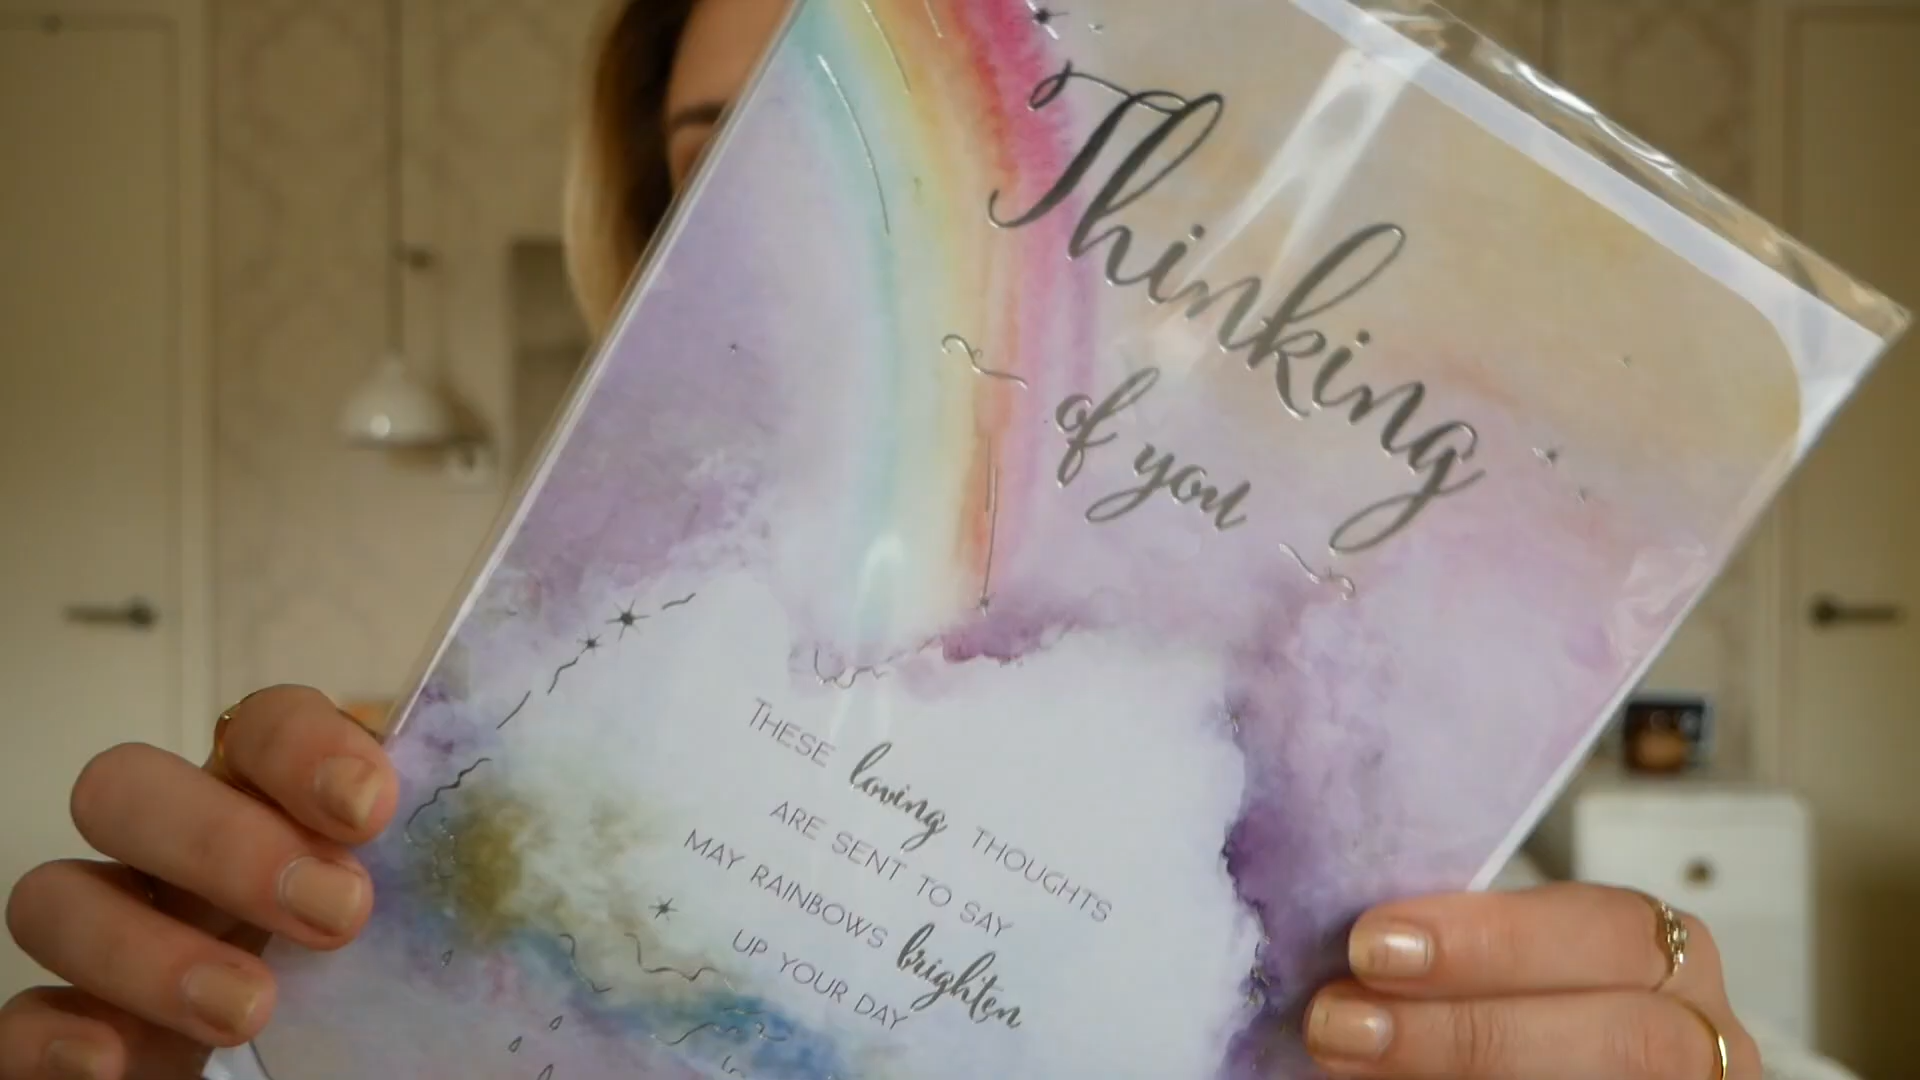 Thinking
of you
THESE loving THOUGHTS
ARE SENT TO SAY
MAY RAINBOWS brighten
UP YOUR DAY